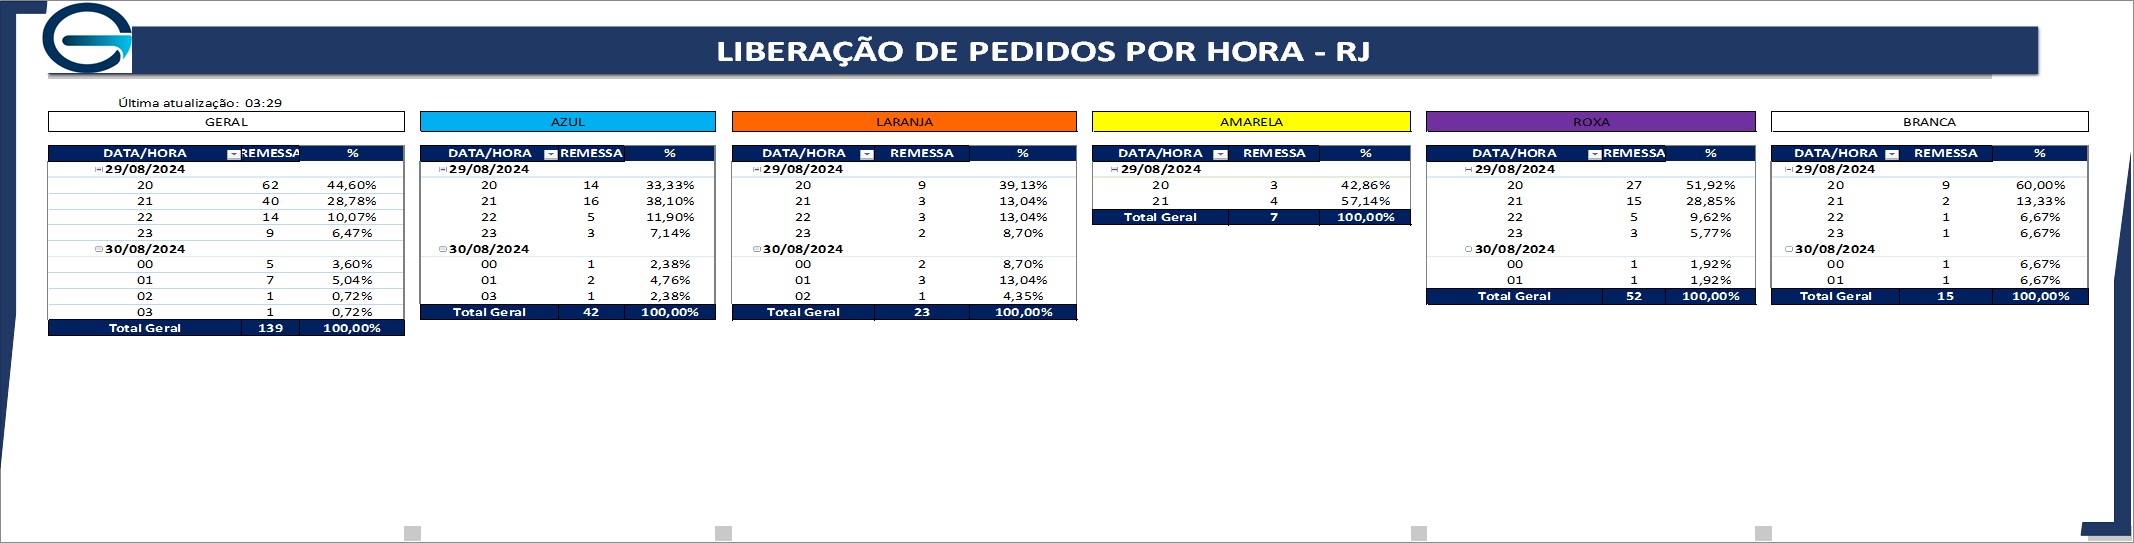 LIBERAÇÃO DE PEDIDOS POR HORA - RJ
Última atualização: 03:29
GERAL
DATA/HORA REMESSA %
29/08/2024
20 62 44,60%
21 40 28,78%
22 14 10,07%
23 9 6,47%
30/08/2024
00 5 3,60%
01 7 5,04%
02 1 0,72%
03 1 0,72%
Total Geral 139 100,00%
AZUL
DATA/HORA REMESSA %
29/08/2024
20 14 33,33%
21 16 38,10%
22 5 11,90%
23 3 7,14%
30/08/2024
00 1 2,38%
01 2 4,76%
03 1 2,38%
Total Geral 42 100,00%
LARANJA
DATA/HORA REMESSA %
29/08/2024
20 9 39,13%
21 3 13,04%
22 3 13,04%
23 2 8,70%
30/08/2024
00 2 8,70%
01 3 13,04%
02 1 4,35%
Total Geral 23 100,00%
AMARELA
DATA/HORA REMESSA %
29/08/2024
20 3 42,86%
21 4 57,14%
Total Geral 7 100,00%
ROXA
DATA/HORA REMESSA %
29/08/2024
20 27 51,92%
21 15 28,85%
22 5 9,62%
23 3 5,77%
30/08/2024
00 1 1,92%
01 1 1,92%
Total Geral 52 100,00%
BRANCA
DATA/HORA REMESSA %
29/08/2024
20 9 60,00%
21 2 13,33%
22 1 6,67%
23 1 6,67%
30/08/2024
00 1 6,67%
01 1 6,67%
Total Geral 15 100,00%